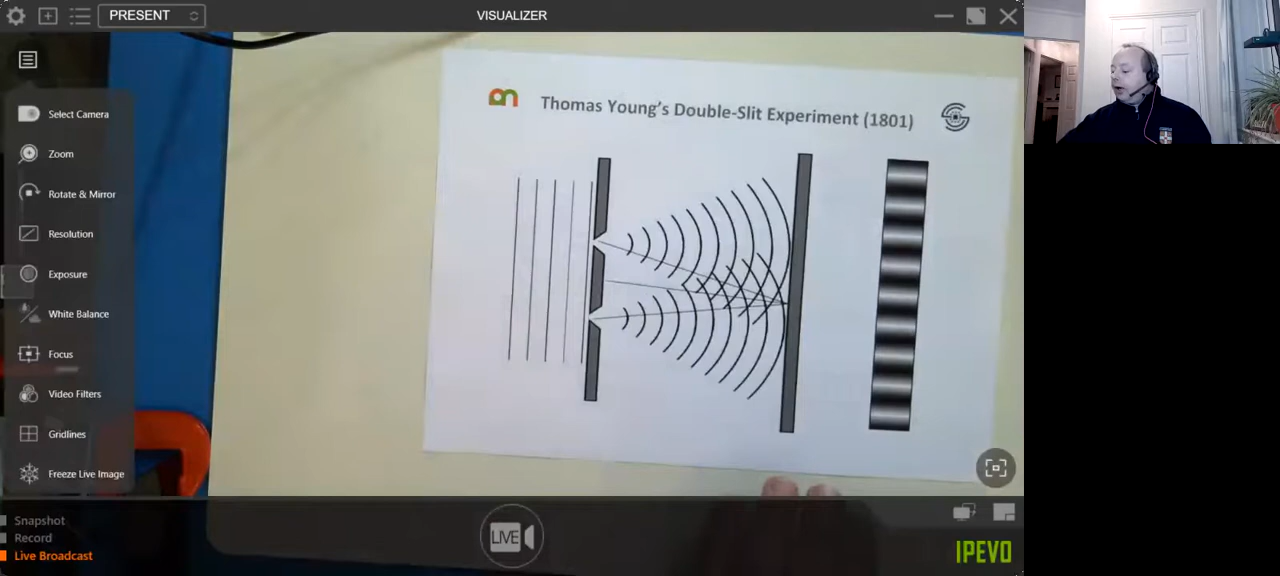 PRESENT
VISUALIZER
Select Camera
Zoom
Rotate & Mirror
Resolution
Exposure
White Balance
Focus
Video Filters
Gridlines
Freeze Live Image
Thomas Young's Double-Slit Experiment (1801)
Snapshot
Record
Live Broadcast
LIVE
IPEVO